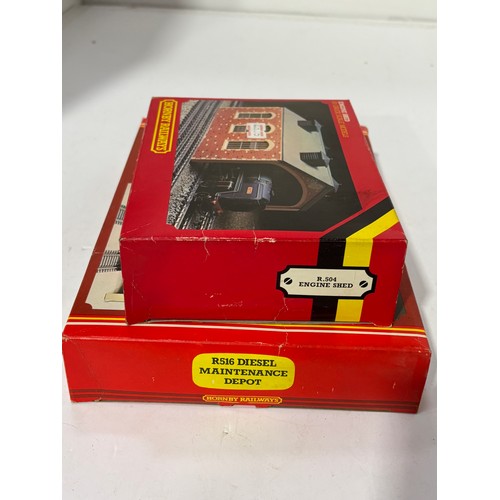 HORNBY RAILWAYS
R.504
ENGINE SHED
R516 DIESEL
MAINTENANCE
DEPOT
HORNBY RAILWAYS